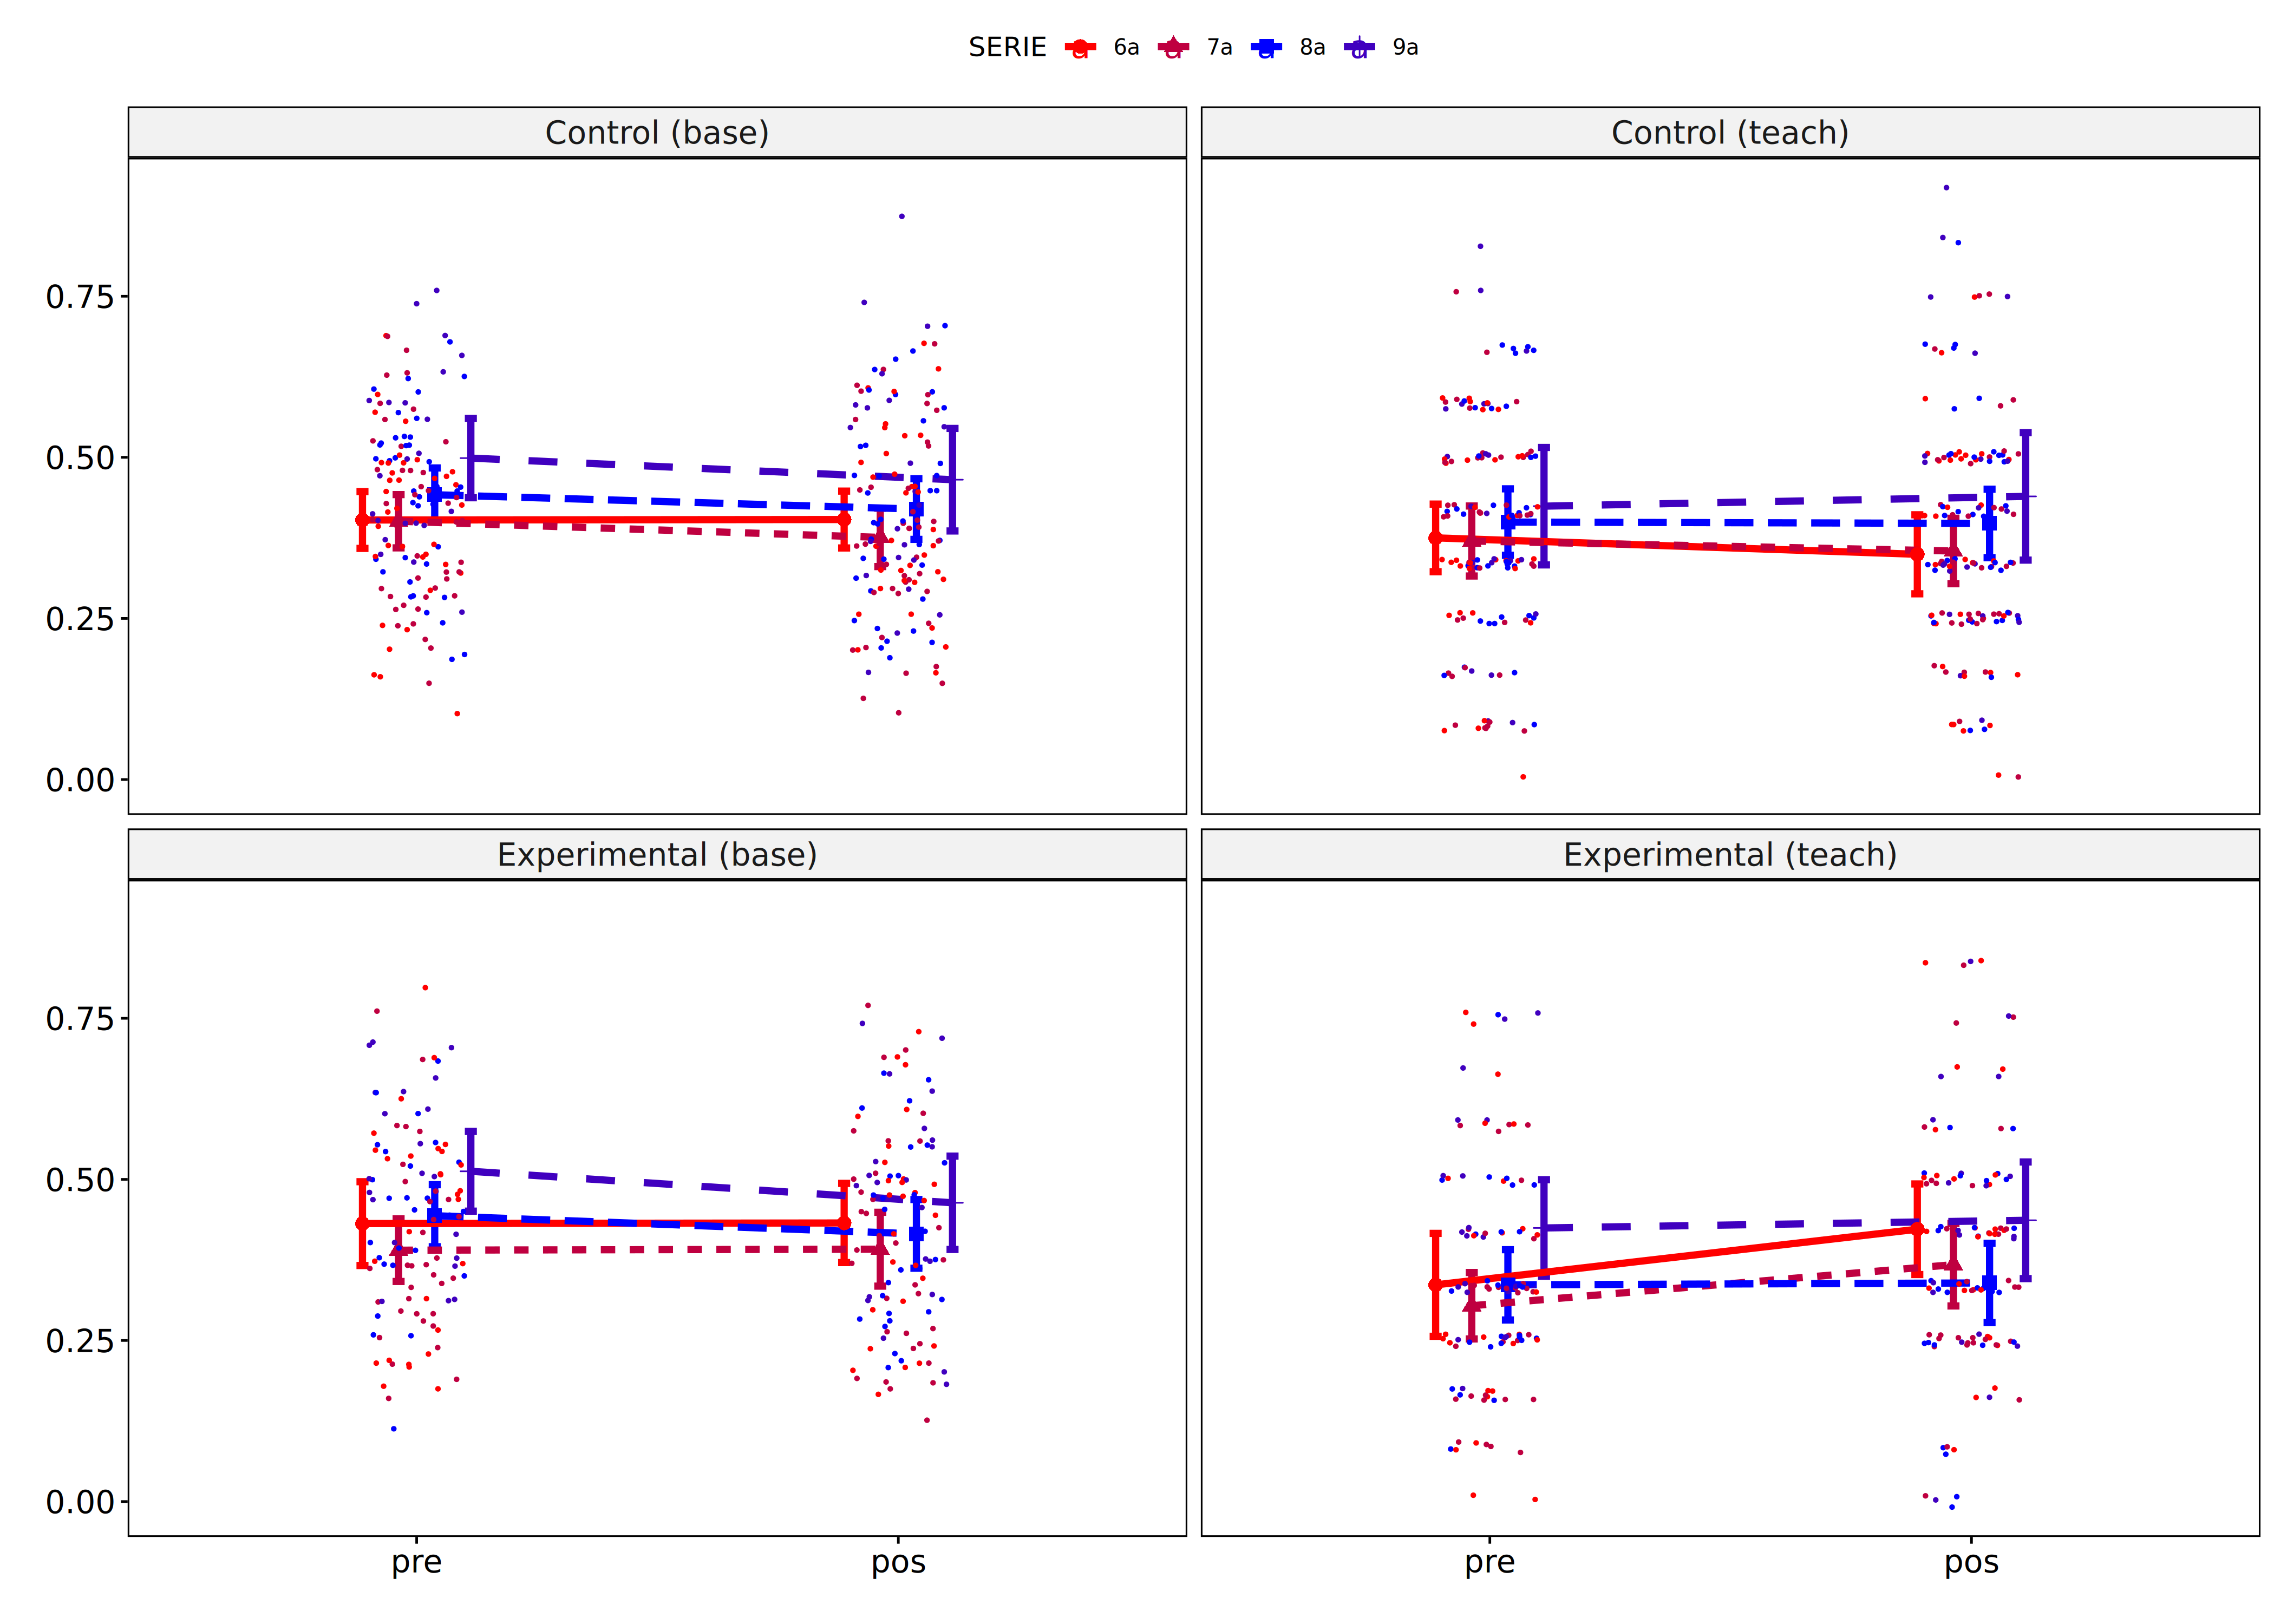 SERIE a 6a a 7a a 8a a 9a
Control (base) Control (teach)
0.75
0.50
0.25
0.00
Experimental (base) Experimental (teach)
0.75
0.50
0.25
0.00
pre pos pre pos